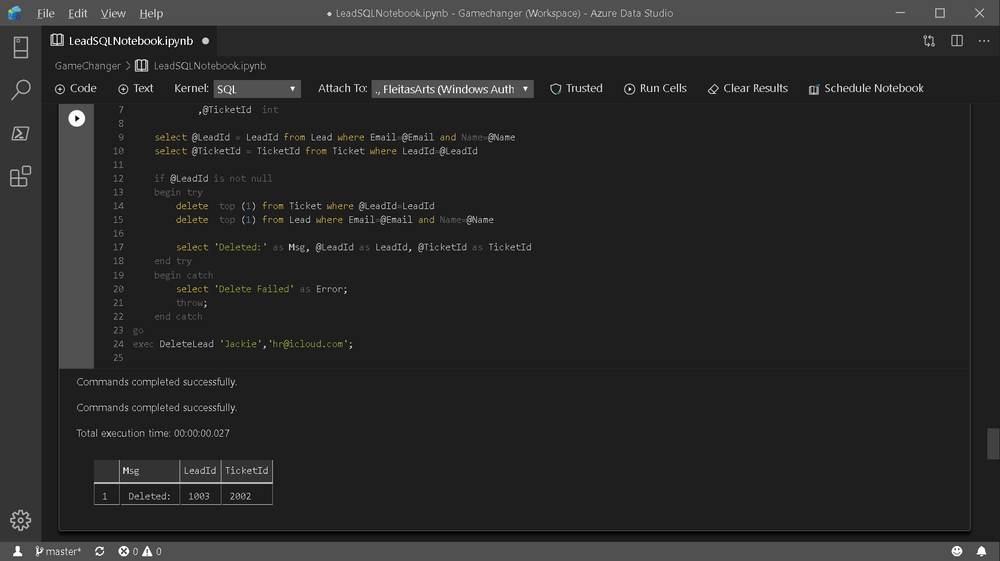 File Edit View Help
● LeadSQLNotebook.ipynb - Gamechanger (Workspace) - Azure Data Studio
LeadSQLNotebook.ipynb ●
GameChanger > LeadSQLNotebook.ipynb
Code Text Kernel: SQL Attach To: ., FleitasArts (Windows Auth Trusted Run Cells Clear Results Schedule Notebook
7 ,@TicketId int
8
9 select @LeadId = LeadId from Lead where Email=@Email and Name=@Name
10 select @TicketId = TicketId from Ticket where LeadId=@LeadId
11
12 if @LeadId is not null
13 begin try
14 delete top (1) from Ticket where @LeadId=LeadId
15 delete top (1) from Lead where Email=@Email and Name=@Name
16
17 select 'Deleted:' as Msg, @LeadId as LeadId, @TicketId as TicketId
18 end try
19 begin catch
20 select 'Delete Failed' as Error;
21 throw;
22 end catch
23 go
24 exec DeleteLead 'Jackie','hr@icloud.com';
25
Commands completed successfully.
Commands completed successfully.
Total execution time: 00:00:00.027
Msg LeadId TicketId
1 Deleted: 1003 2002
master* 0 0